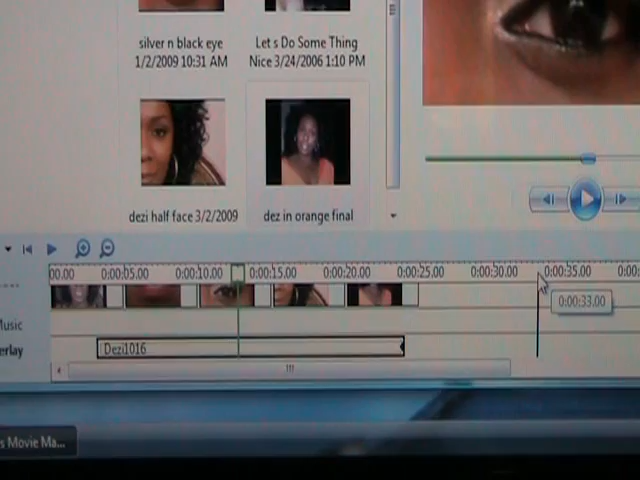 silver n black eye
1/2/2009 10:31 AM
Let s Do Some Thing
Nice 3/24/2006 1:10 PM
dezi half face 3/2/2009
dez in orange final
00.00
0:00:05.00
0:00:10.00
0:00:15.00
0:00:20.00
0:00:25.00
0:00:30.00
0:00:35.00
0:00:
0:00:33.00
Music
erlay
Dezi1016
s Movie Ma...